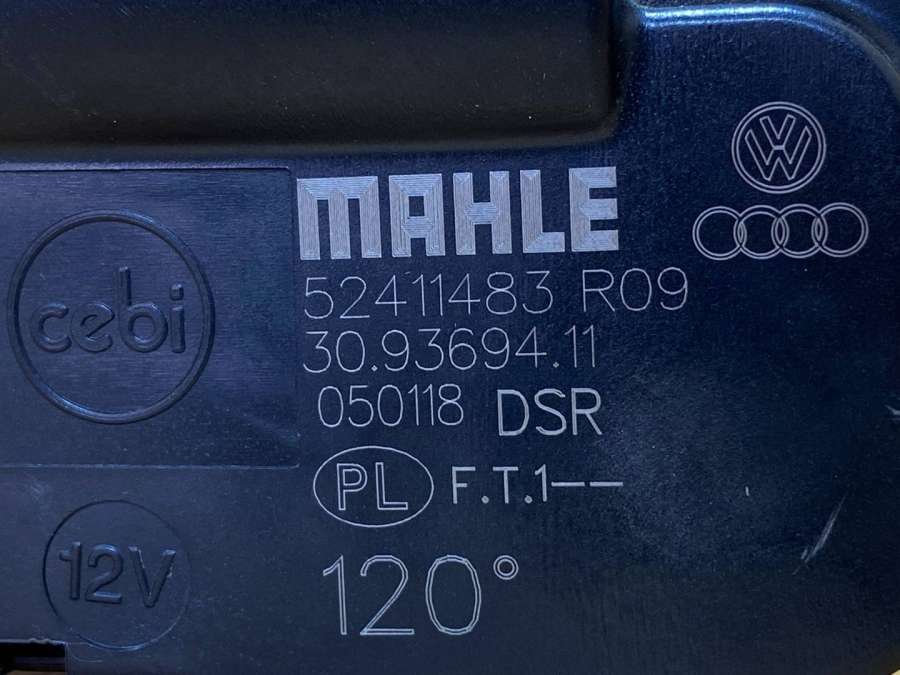 VW
MAHLE
cebi
52411483 R09
30.93694.11
050118 DSR
PL F.T.1--
12V
120°